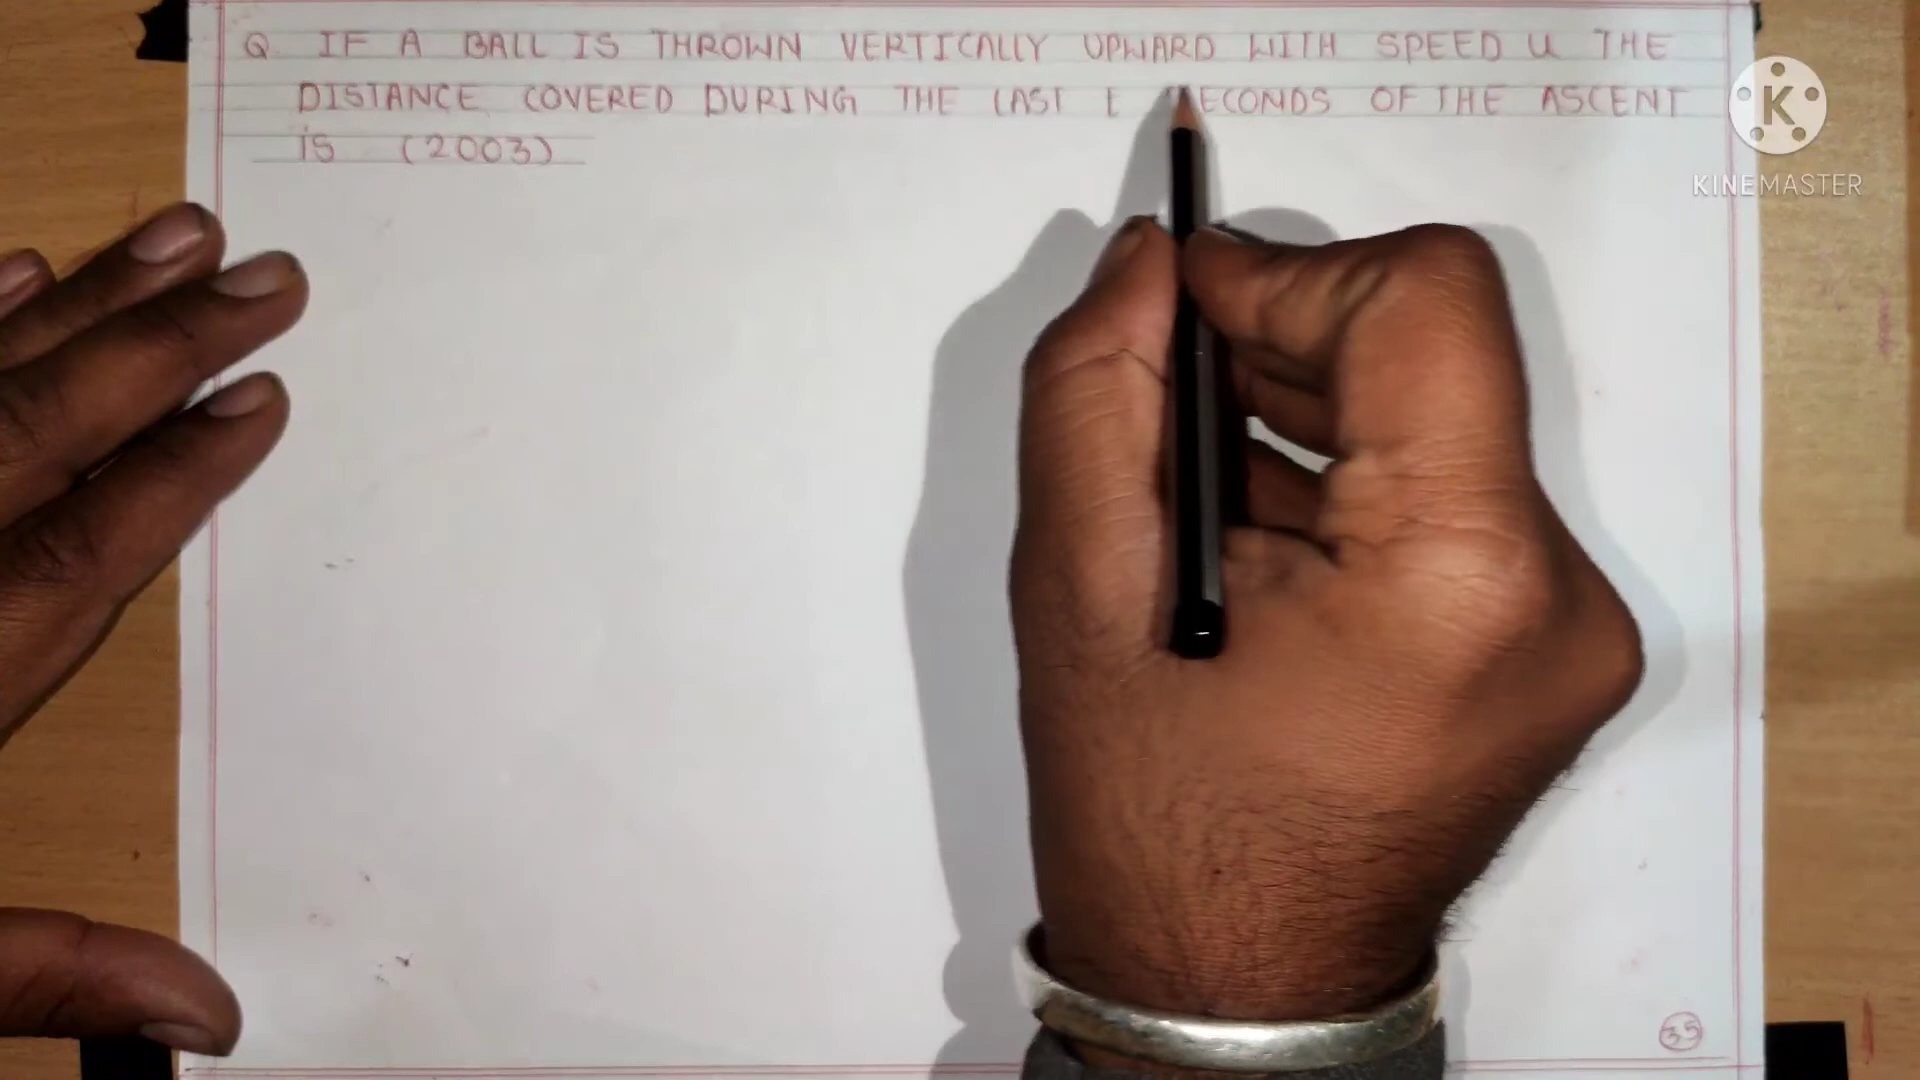 Q IF A BALL IS THROWN VERTICALLY UPWARD WITH SPEED U THE
DISTANCE COVERED DURING THE LAST t SECONDS OF THE ASCENT
IS (2003)
K
KINEMASTER
35